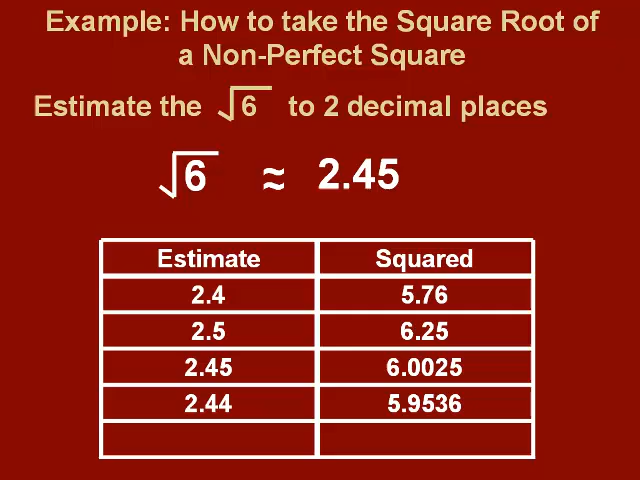 Example: How to take the Square Root of
a Non-Perfect Square
Estimate the √6 to 2 decimal places
√6 ≈ 2.45
Estimate Squared
2.4 5.76
2.5 6.25
2.45 6.0025
2.44 5.9536